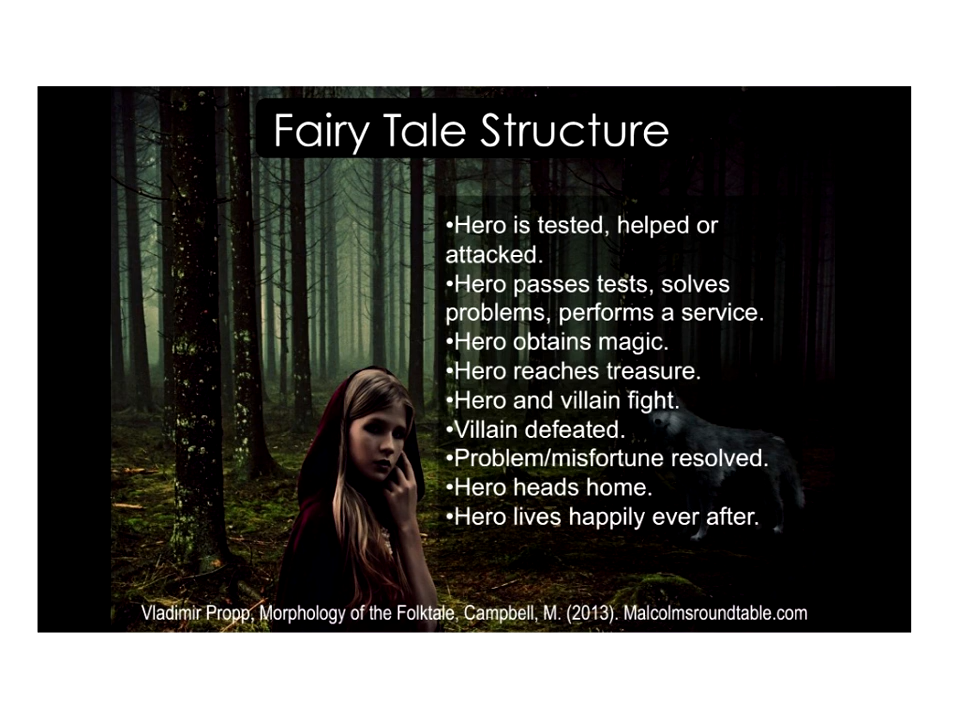 Fairy Tale Structure
•Hero is tested, helped or
attacked.
•Hero passes tests, solves
problems, performs a service.
•Hero obtains magic.
•Hero reaches treasure.
•Hero and villain fight.
•Villain defeated.
•Problem/misfortune resolved.
•Hero heads home.
•Hero lives happily ever after.
Vladimir Propp, Morphology of the Folktale, Campbell, M. (2013). Malcolmsroundtable.com